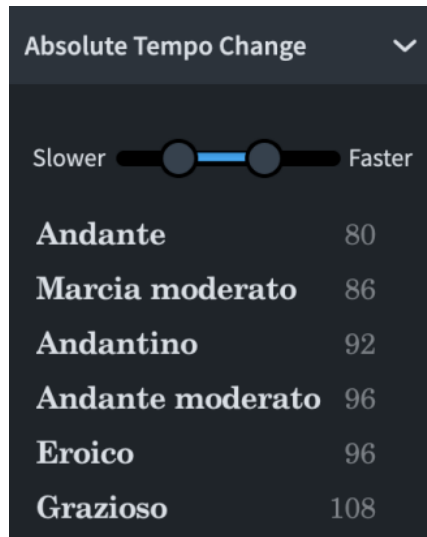 Absolute Tempo Change
Slower Faster
Andante 80
Marcia moderato 86
Andantino 92
Andante moderato 96
Eroico 96
Grazioso 108